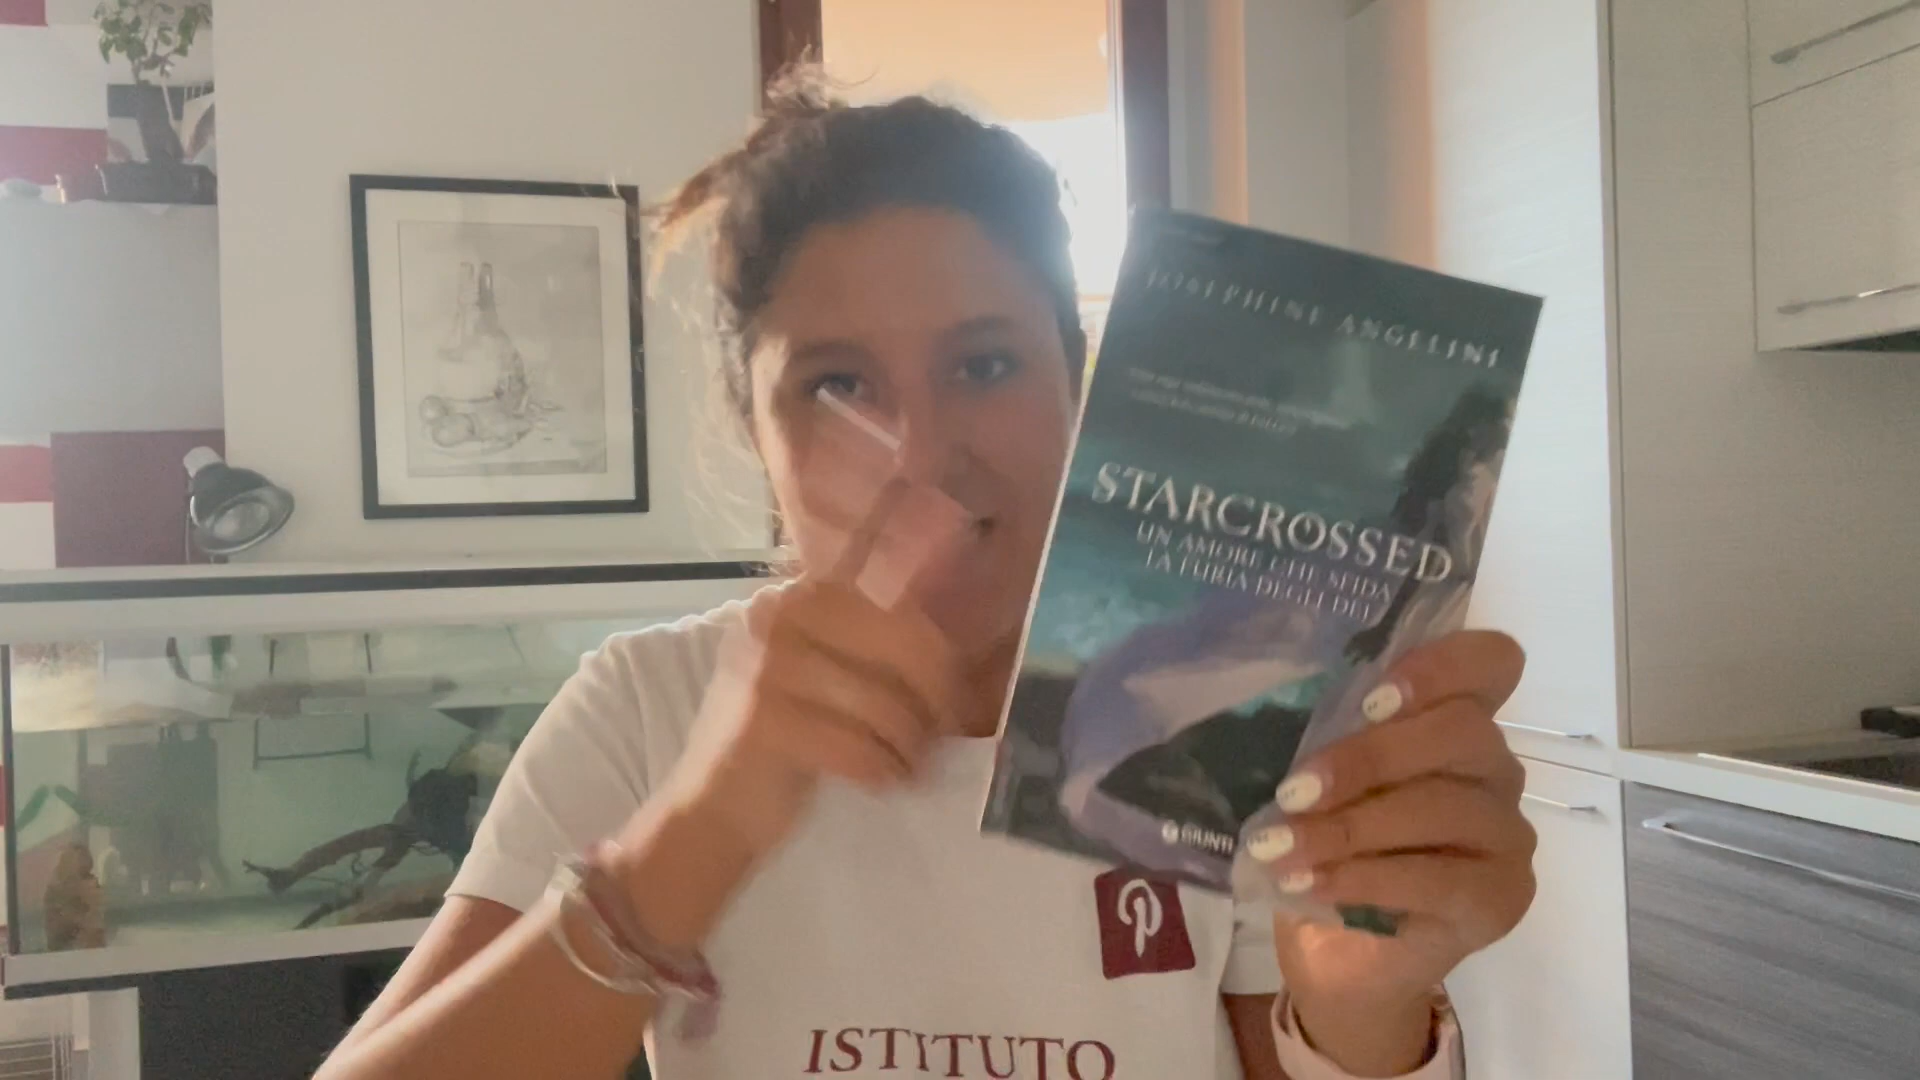 JOSEPHINE ANGELINI
STARCROSSED
UN AMORE CHE SFIDA
LA FURIA DEGLI DEI
GIUNTI
ISTITUTO